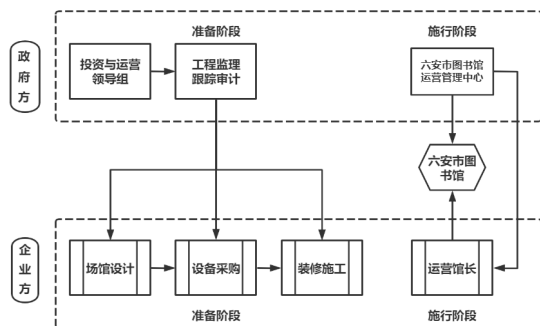 准备阶段
施行阶段
政
府
方
投资与运营
领导组
工程监理
跟踪审计
六安市图书馆
运营管理中心
六安市图
书馆
企
业
方
场馆设计
设备采购
装修施工
运营馆长
准备阶段
施行阶段